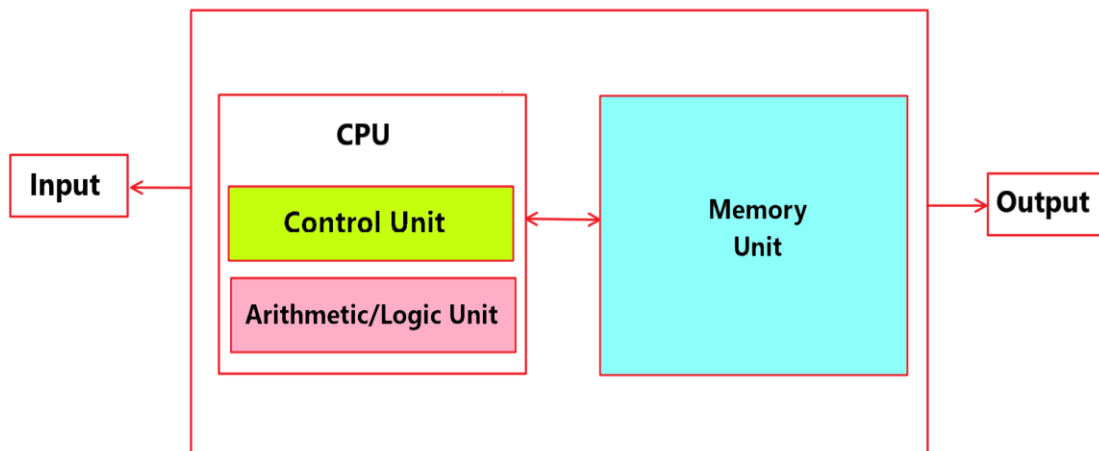 CPU
Input
Control Unit
Arithmetic/Logic Unit
Memory
Unit
Output